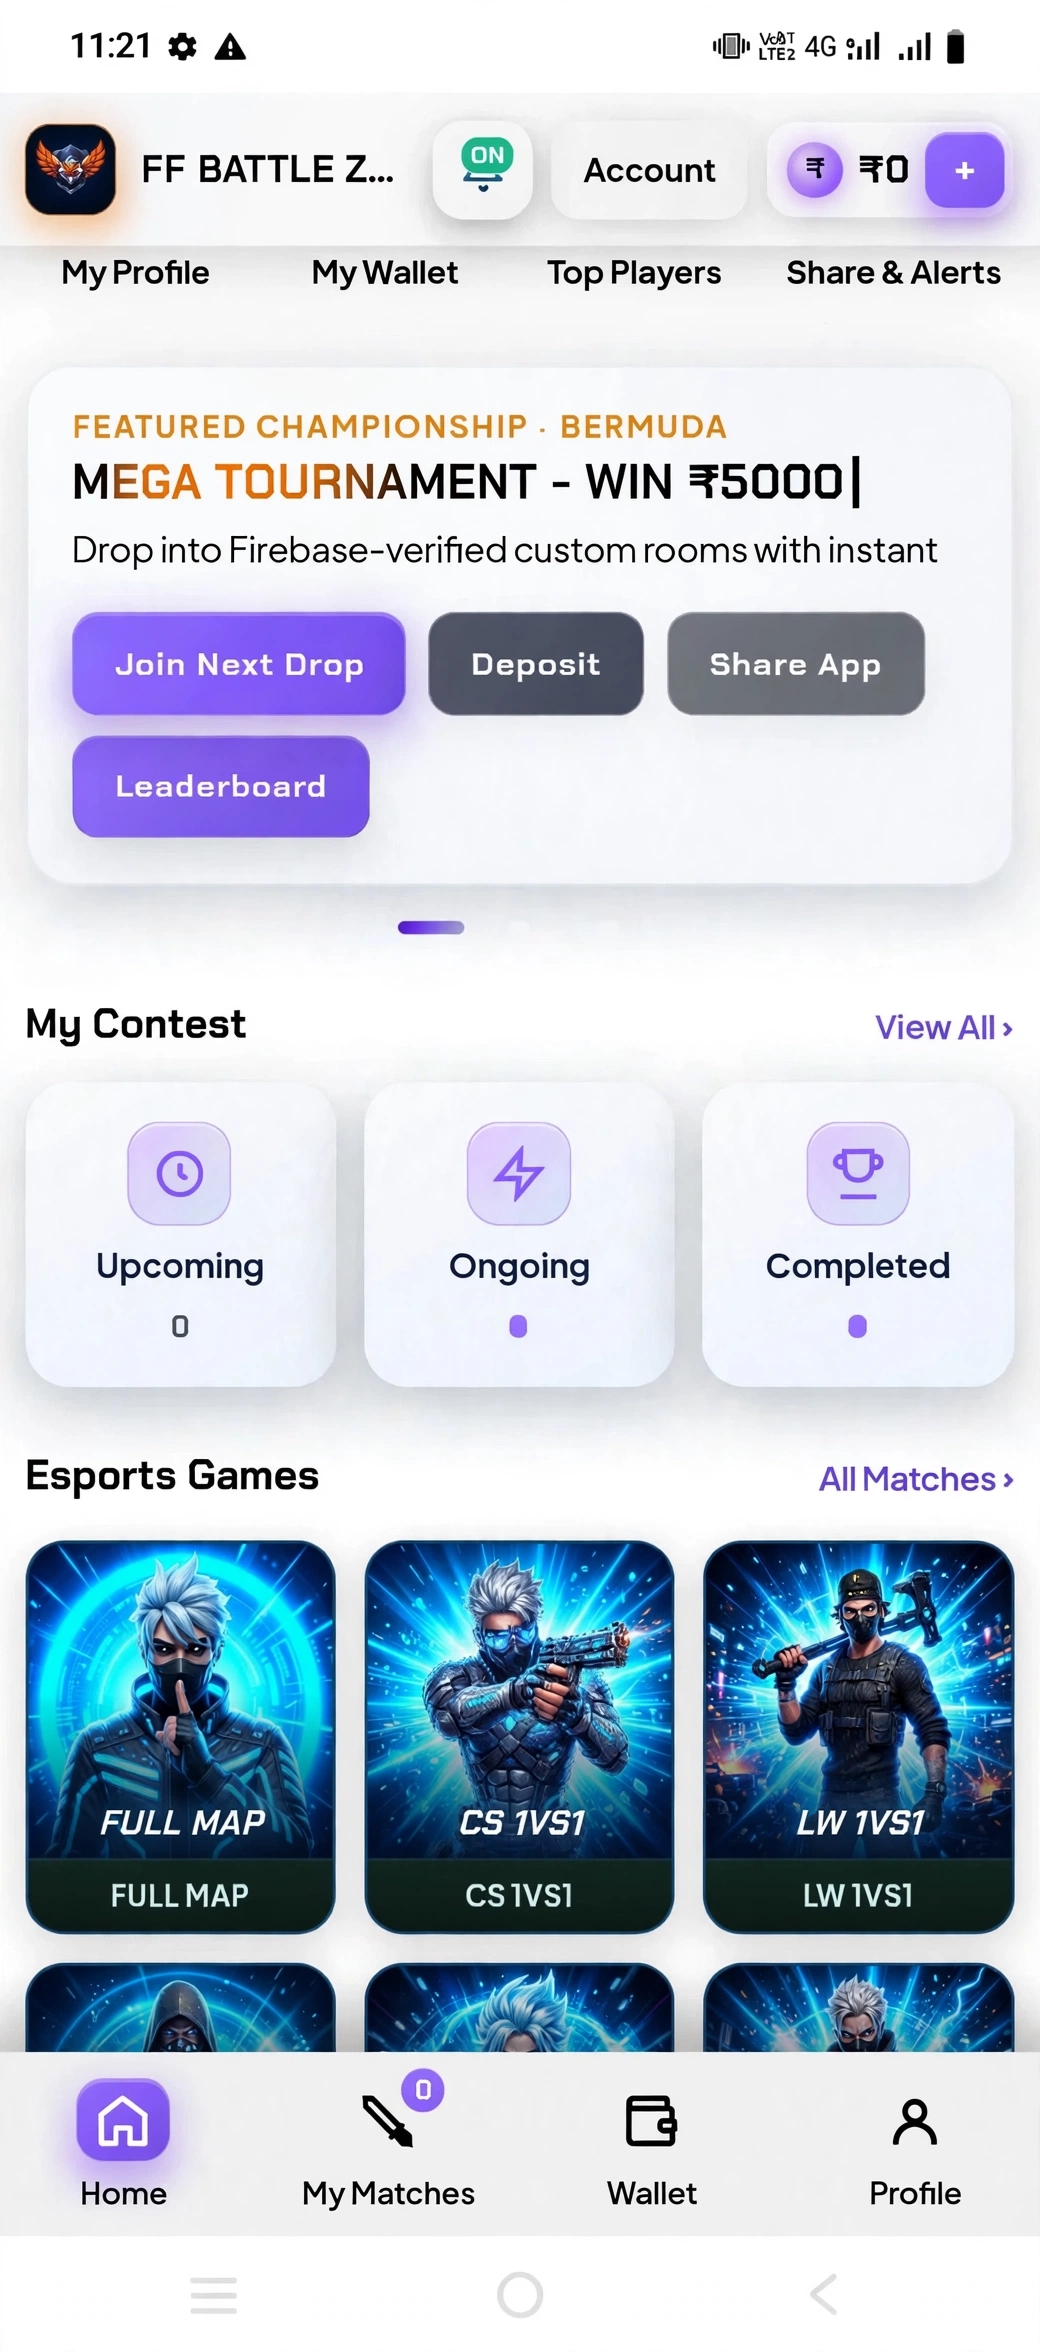 11:21
VoLTE2 4G
FF BATTLE Z...
ON
Account
₹ ₹0 +
My Profile My Wallet Top Players Share & Alerts
FEATURED CHAMPIONSHIP · BERMUDA
MEGA TOURNAMENT - WIN ₹5000|
Drop into Firebase-verified custom rooms with instant
Join Next Drop Deposit Share App
Leaderboard
My Contest View All ›
Upcoming Ongoing Completed
0
Esports Games All Matches ›
FULL MAP CS 1VS1 LW 1VS1
FULL MAP CS 1VS1 LW 1VS1
0
Home My Matches Wallet Profile